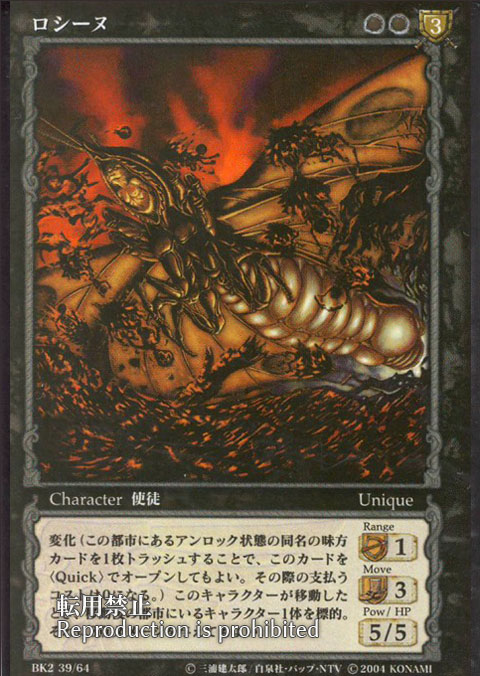 ロシーヌ
3
Character 使徒
Unique
変化(この都市にあるアンロック状態の同名の味方
カードを1枚トラッシュすることで、このカードを
〈Quick〉でオープンしてもよい。その際の支払う
なる。)このキャラクターが移動した
都市にいるキャラクター1体を標的。
Range
1
Move
3
Pow/ HP
5/5
転用禁止
Reproduction is prohibited
BK2 39/64
© 三浦建太郎/白泉社・バップ・NTV © 2004 KONAMI